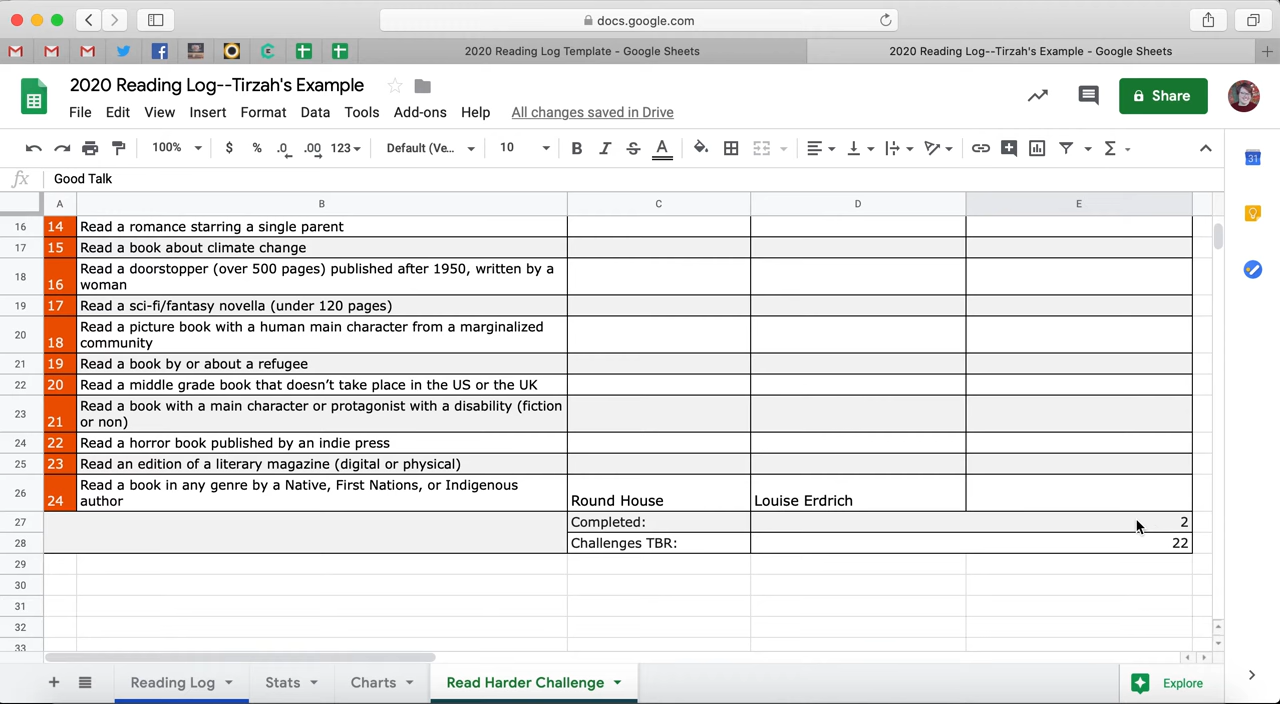 docs.google.com
2020 Reading Log Template - Google Sheets
2020 Reading Log--Tirzah's Example - Google Sheets
2020 Reading Log--Tirzah's Example
File Edit View Insert Format Data Tools Add-ons Help All changes saved in Drive
Share
100% $ % .0 .00 123 Default (Ve... 10 B I S A Σ
31
fx Good Talk
A B C D E
16 14 Read a romance starring a single parent
17 15 Read a book about climate change
Read a doorstopper (over 500 pages) published after 1950, written by a
18 16 woman
19 17 Read a sci-fi/fantasy novella (under 120 pages)
Read a picture book with a human main character from a marginalized
20 18 community
21 19 Read a book by or about a refugee
22 20 Read a middle grade book that doesn’t take place in the US or the UK
Read a book with a main character or protagonist with a disability (fiction
23 21 or non)
24 22 Read a horror book published by an indie press
25 23 Read an edition of a literary magazine (digital or physical)
Read a book in any genre by a Native, First Nations, or Indigenous
26 24 author Round House Louise Erdrich
27 Completed: 2
28 Challenges TBR: 22
29
30
31
32
33
Reading Log Stats Charts Read Harder Challenge Explore